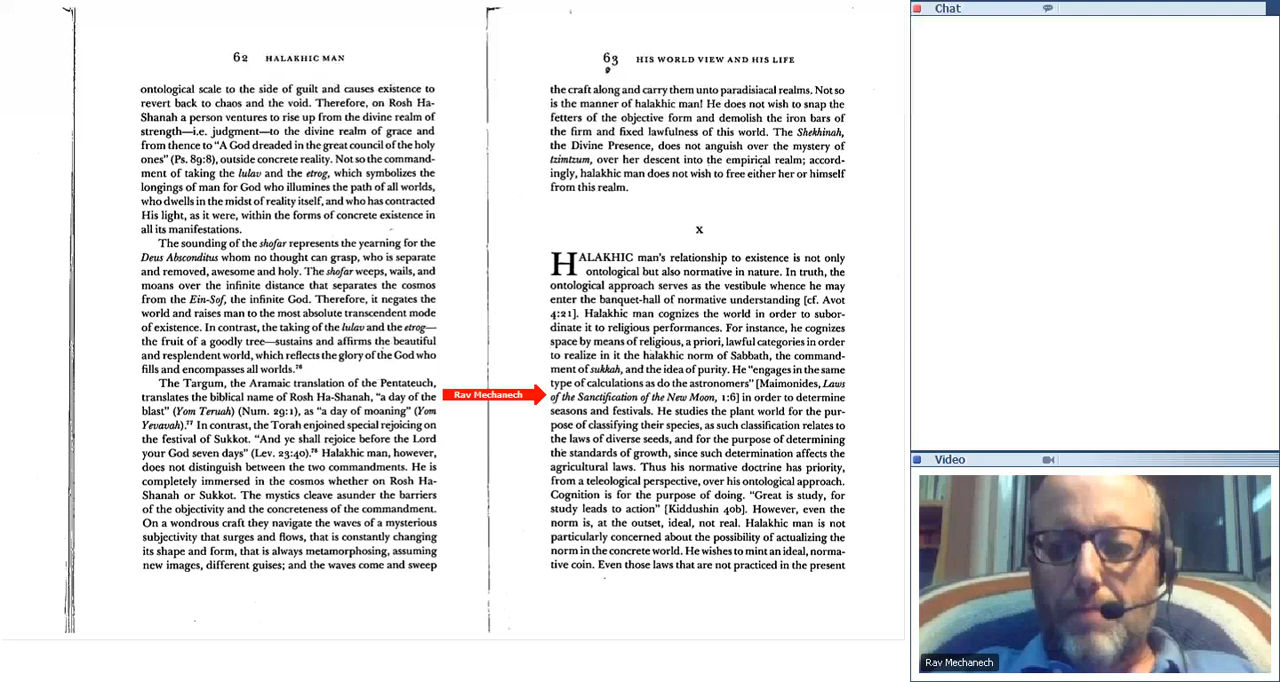 62 HALAKHIC MAN
ontological scale to the side of guilt and causes existence to
revert back to chaos and the void. Therefore, on Rosh Ha-
Shanah a person ventures to rise up from the divine realm of
strength—i.e. judgment—to the divine realm of grace and
from thence to "A God dreaded in the great council of the holy
ones" (Ps. 89:8), outside concrete reality. Not so the command-
ment of taking the lulav and the etrog, which symbolizes the
longings of man for God who illumines the path of all worlds,
who dwells in the midst of reality itself, and who has contracted
His light, as it were, within the forms of concrete existence in
all its manifestations.
The sounding of the shofar represents the yearning for the
Deus Absconditus whom no thought can grasp, who is separate
and removed, awesome and holy. The shofar weeps, wails, and
moans over the infinite distance that separates the cosmos
from the Ein-Sof, the infinite God. Therefore, it negates the
world and raises man to the most absolute transcendent mode
of existence. In contrast, the taking of the lulav and the etrog—
the fruit of a goodly tree—sustains and affirms the beautiful
and resplendent world, which reflects the glory of the God who
fills and encompasses all worlds.76
The Targum, the Aramaic translation of the Pentateuch,
translates the biblical name of Rosh Ha-Shanah, "a day of the
blast" (Yom Teruah) (Num. 29:1), as "a day of moaning" (Yom
Yevavah).77 In contrast, the Torah enjoined special rejoicing on
the festival of Sukkot. "And ye shall rejoice before the Lord
your God seven days" (Lev. 23:40).78 Halakhic man, however,
does not distinguish between the two commandments. He is
completely immersed in the cosmos whether on Rosh Ha-
Shanah or Sukkot. The mystics cleave asunder the barriers
of the objectivity and the concreteness of the commandment.
On a wondrous craft they navigate the waves of a mysterious
subjectivity that surges and flows, that is constantly changing
its shape and form, that is always metamorphosing, assuming
new images, different guises; and the waves come and sweep
63 HIS WORLD VIEW AND HIS LIFE
the craft along and carry them unto paradisiacal realms. Not so
is the manner of halakhic man! He does not wish to snap the
fetters of the objective form and demolish the iron bars of
the firm and fixed lawfulness of this world. The Shekhinah,
the Divine Presence, does not anguish over the mystery of
tzimtzum, over her descent into the empirical realm; accord-
ingly, halakhic man does not wish to free either her or himself
from this realm.
X
HALAKHIC man's relationship to existence is not only
ontological but also normative in nature. In truth, the
ontological approach serves as the vestibule whence he may
enter the banquet-hall of normative understanding [cf. Avot
4:21]. Halakhic man cognizes the world in order to subor-
dinate it to religious performances. For instance, he cognizes
space by means of religious, a priori, lawful categories in order
to realize in it the halakhic norm of Sabbath, the command-
ment of sukkah, and the idea of purity. He "engages in the same
type of calculations as do the astronomers" [Maimonides, Laws
of the Sanctification of the New Moon, 1:6] in order to determine
seasons and festivals. He studies the plant world for the pur-
pose of classifying their species, as such classification relates to
the laws of diverse seeds, and for the purpose of determining
the standards of growth, since such determination affects the
agricultural laws. Thus his normative doctrine has priority,
from a teleological perspective, over his ontological approach.
Cognition is for the purpose of doing. "Great is study, for
study leads to action" [Kiddushin 40b]. However, even the
norm is, at the outset, ideal, not real. Halakhic man is not
particularly concerned about the possibility of actualizing the
norm in the concrete world. He wishes to mint an ideal, norma-
tive coin. Even those laws that are not practiced in the present
Rav Mechanech
Chat
Video
Rav Mechanech